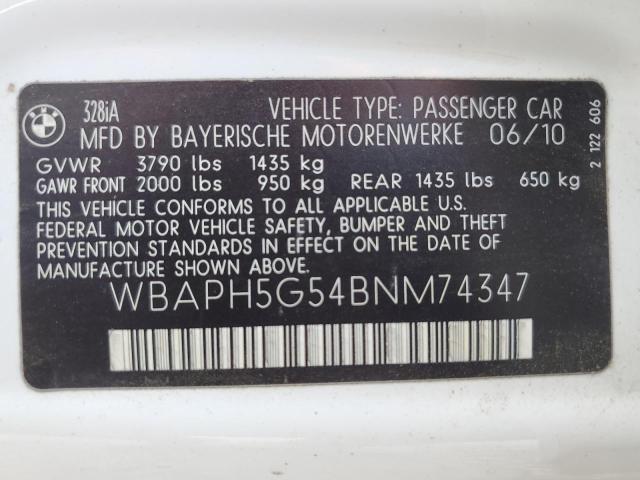 BMW
328iA VEHICLE TYPE: PASSENGER CAR
MFD BY BAYERISCHE MOTORENWERKE 06/10
GVWR 3790 lbs 1435 kg
GAWR FRONT 2000 lbs 950 kg REAR 1435 lbs 650 kg
THIS VEHICLE CONFORMS TO ALL APPLICABLE U.S.
FEDERAL MOTOR VEHICLE SAFETY, BUMPER AND THEFT
PREVENTION STANDARDS IN EFFECT ON THE DATE OF
MANUFACTURE SHOWN ABOVE.
WBAPH5G54BNM74347
2 122 606